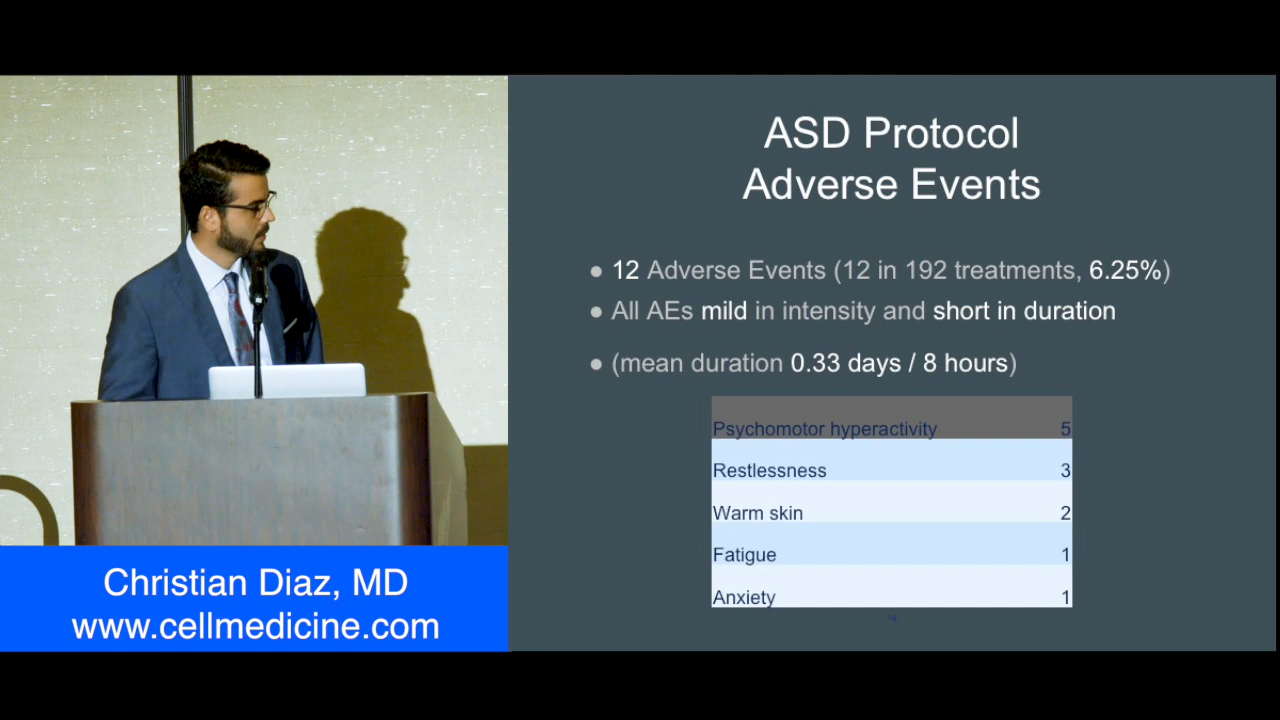 ASD Protocol
Adverse Events
● 12 Adverse Events (12 in 192 treatments, 6.25%)
● All AEs mild in intensity and short in duration
● (mean duration 0.33 days / 8 hours)
Psychomotor hyperactivity 5
Restlessness 3
Warm skin 2
Fatigue 1
Anxiety 1
Christian Diaz, MD
www.cellmedicine.com